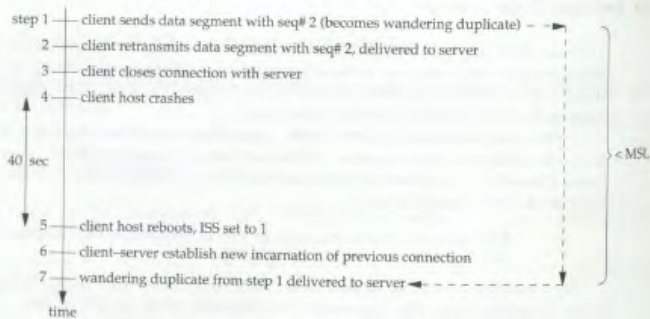 step 1 client sends data segment with seq# 2 (becomes wandering duplicate)
2 client retransmits data segment with seq# 2, delivered to server
3 client closes connection with server
4 client host crashes
40 sec
< MSL
5 client host reboots, ISS set to 1
6 client–server establish new incarnation of previous connection
7 wandering duplicate from step 1 delivered to server
time